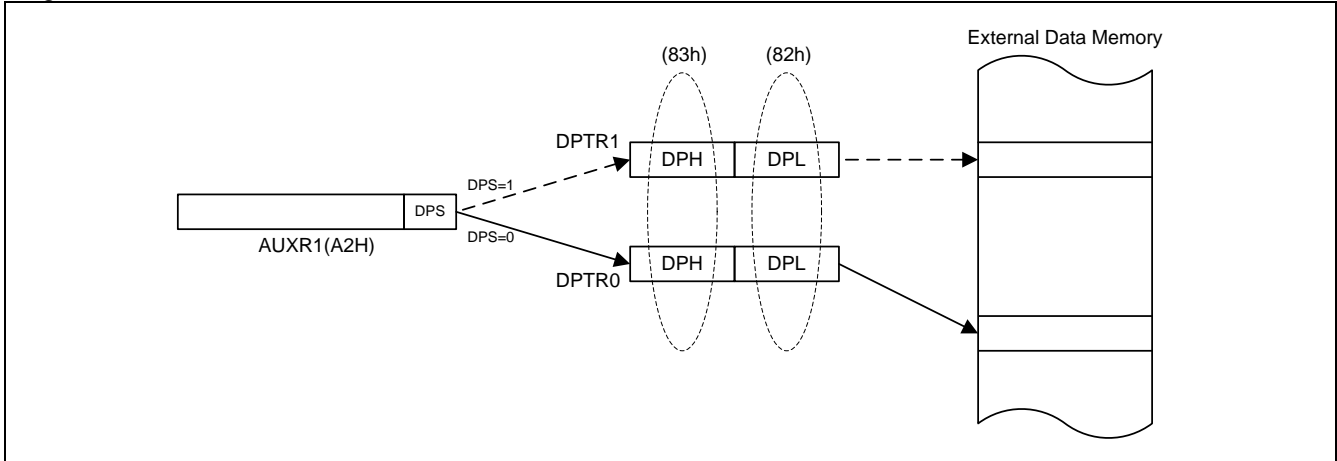 External Data Memory
(83h)
(82h)
DPTR1
DPH
DPL
DPS=1
DPS
AUXR1(A2H)
DPS=0
DPTR0
DPH
DPL